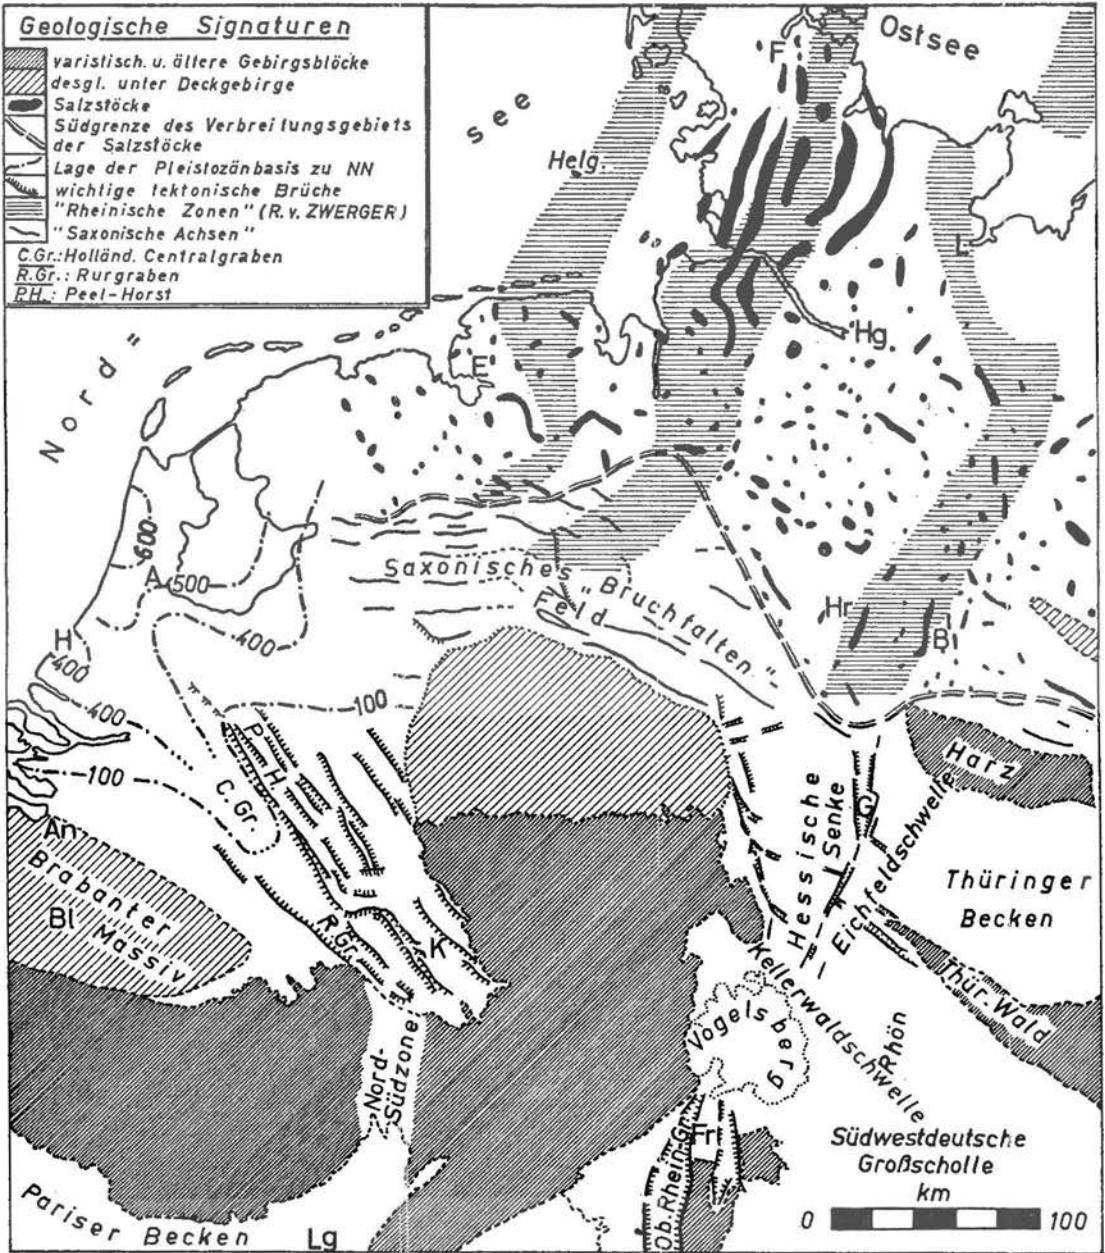 Geologische Signaturen
varistisch. u. ältere Gebirgsblöcke
desgl. unter Deckgebirge
Salzstöcke
Südgrenze des Verbreitungsgebiets
der Salzstöcke
Lage der Pleistozänbasis zu NN
wichtige tektonische Brüche
"Rheinische Zonen" (R. v. ZWERGER)
"Saxonische Achsen"
C.Gr.: Holländ. Centralgraben
R.Gr.: Rurgraben
P.H.: Peel-Horst
Ostsee
F
see
Helg.
L
Nord"
Hg.
E
600
A
500
Saxonisches
"Bruchfalten"
Feld
Hr
B
H
400
400
400
100
100
P.H.
C.Gr.
Harz
Hessische
Senke
G
Eichsfeldschwelle
Thüringer
Becken
An
Brabanter
Massiv
Bl
R.Gr.
K
Kellerwaldschwelle
Thür. Wald
Vogelsberg
Rhön
Nord-
Südzone
Frt
Ob. Rhein-Gr.
Südwestdeutsche
Großscholle
km
0 100
Pariser Becken
Lg